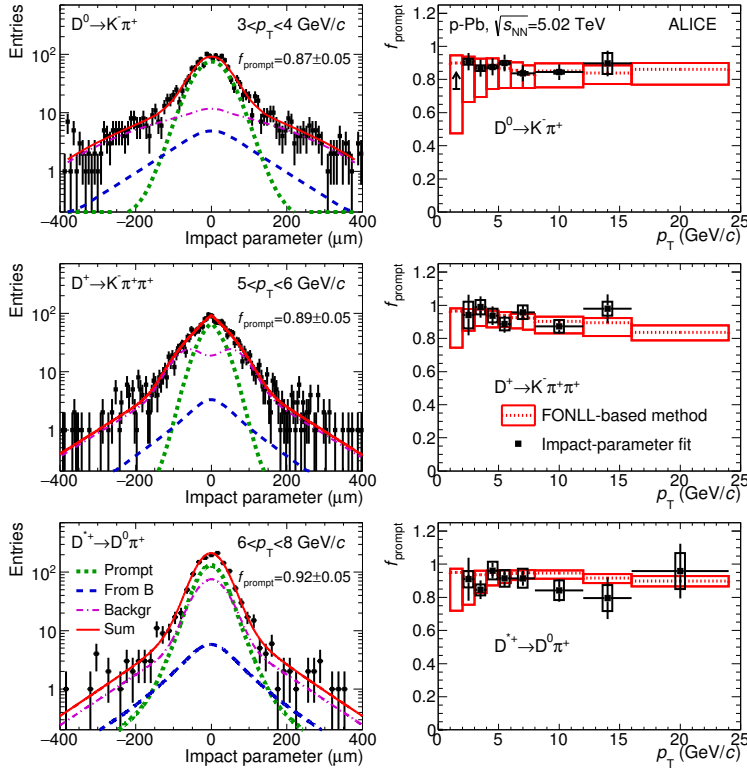 Entries
D⁰→K⁻π⁺
3<p_T<4 GeV/c
f_prompt=0.87±0.05
10²
10
1
−400 −200 0 200 400
Impact parameter (μm)
f_prompt
p-Pb, √s_NN=5.02 TeV
ALICE
D⁰→K⁻π⁺
1.2
1
0.8
0.6
0.4
0.2
0
0 5 10 15 20 25
p_T (GeV/c)
Entries
D⁺→K⁻π⁺π⁺
5<p_T<6 GeV/c
f_prompt=0.89±0.05
10²
10
1
−400 −200 0 200 400
Impact parameter (μm)
f_prompt
1.2
1
0.8
0.6
0.4
0.2
0
D⁺→K⁻π⁺π⁺
FONLL-based method
Impact-parameter fit
0 5 10 15 20 25
p_T (GeV/c)
Entries
D*⁺→D⁰π⁺
6<p_T<8 GeV/c
f_prompt=0.92±0.05
Prompt
From B
Backgr
Sum
10²
10
1
−400 −200 0 200 400
Impact parameter (μm)
f_prompt
1.2
1
0.8
0.6
0.4
0.2
0
D*⁺→D⁰π⁺
0 5 10 15 20 25
p_T (GeV/c)